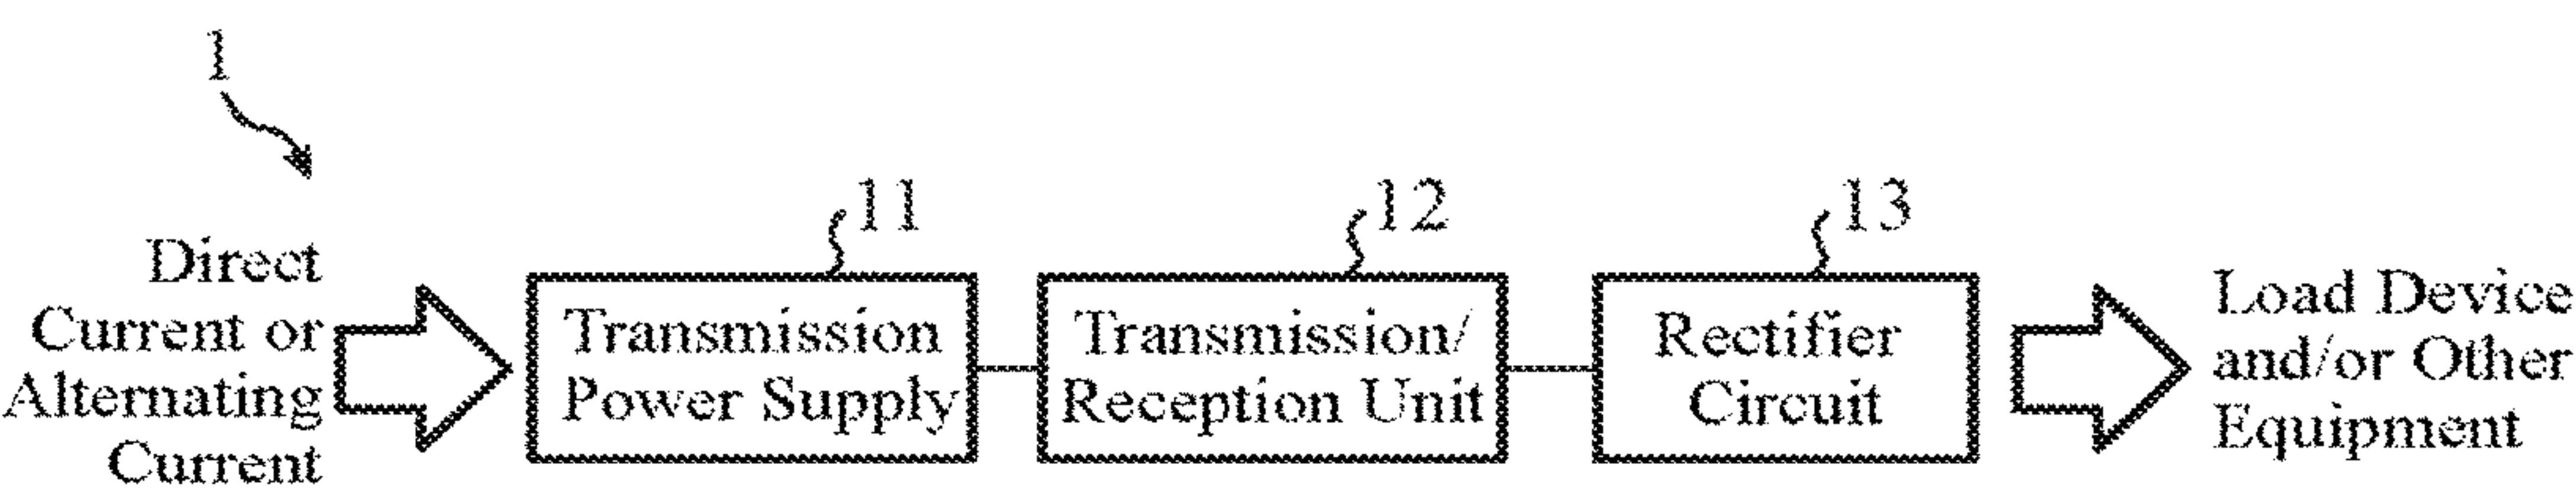 1
11
12
13
Direct
Current or
Alternating
Current
Transmission
Power Supply
Transmission/
Reception Unit
Rectifier
Circuit
Load Device
and/or Other
Equipment